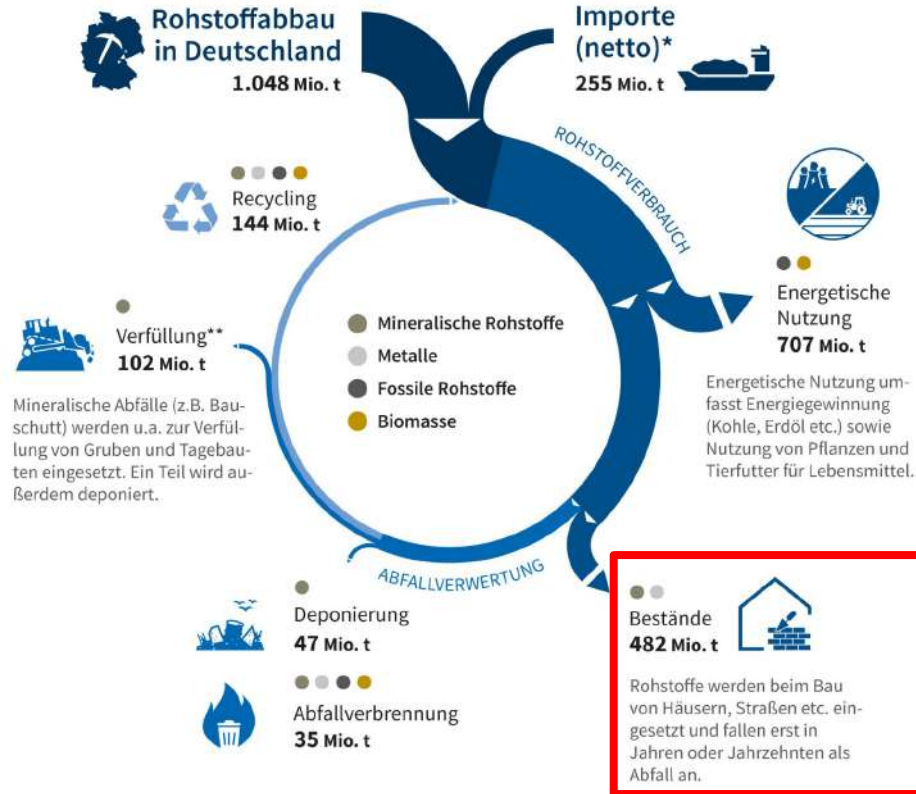 Rohstoffabbau
in Deutschland
1.048 Mio. t
Importe
(netto)*
255 Mio. t
ROHSTOFFVERBRAUCH
Recycling
144 Mio. t
Energetische
Nutzung
707 Mio. t
Energetische Nutzung um-
fasst Energiegewinnung
(Kohle, Erdöl etc.) sowie
Nutzung von Pflanzen und
Tierfutter für Lebensmittel.
Verfüllung**
102 Mio. t
Mineralische Abfälle (z.B. Bau-
schutt) werden u.a. zur Verfül-
lung von Gruben und Tagebau-
ten eingesetzt. Ein Teil wird au-
ßerdem deponiert.
Mineralische Rohstoffe
Metalle
Fossile Rohstoffe
Biomasse
ABFALLVERWERTUNG
Deponierung
47 Mio. t
Abfallverbrennung
35 Mio. t
Bestände
482 Mio. t
Rohstoffe werden beim Bau
von Häusern, Straßen etc. ein-
gesetzt und fallen erst in
Jahren oder Jahrzehnten als
Abfall an.